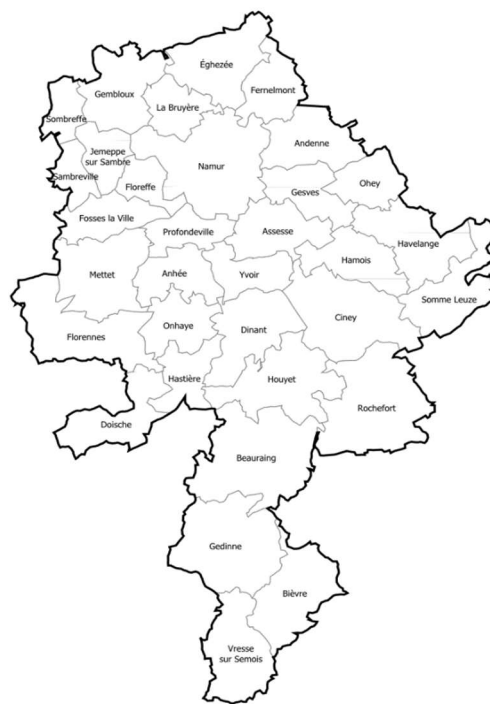 Éghezée
Gembloux
Fernelmont
La Bruyère
Sombreffe
Andenne
Jemeppe
sur Sambre
Namur
Sambreville
Floreffe
Gesves
Ohey
Fosses la Ville
Profondeville
Assesse
Havelange
Hamois
Mettet
Anhée
Yvoir
Somme Leuze
Ciney
Florennes
Onhaye
Dinant
Hastière
Houyet
Rochefort
Doische
Beauraing
Gedinne
Bièvre
Vresse
sur Semois